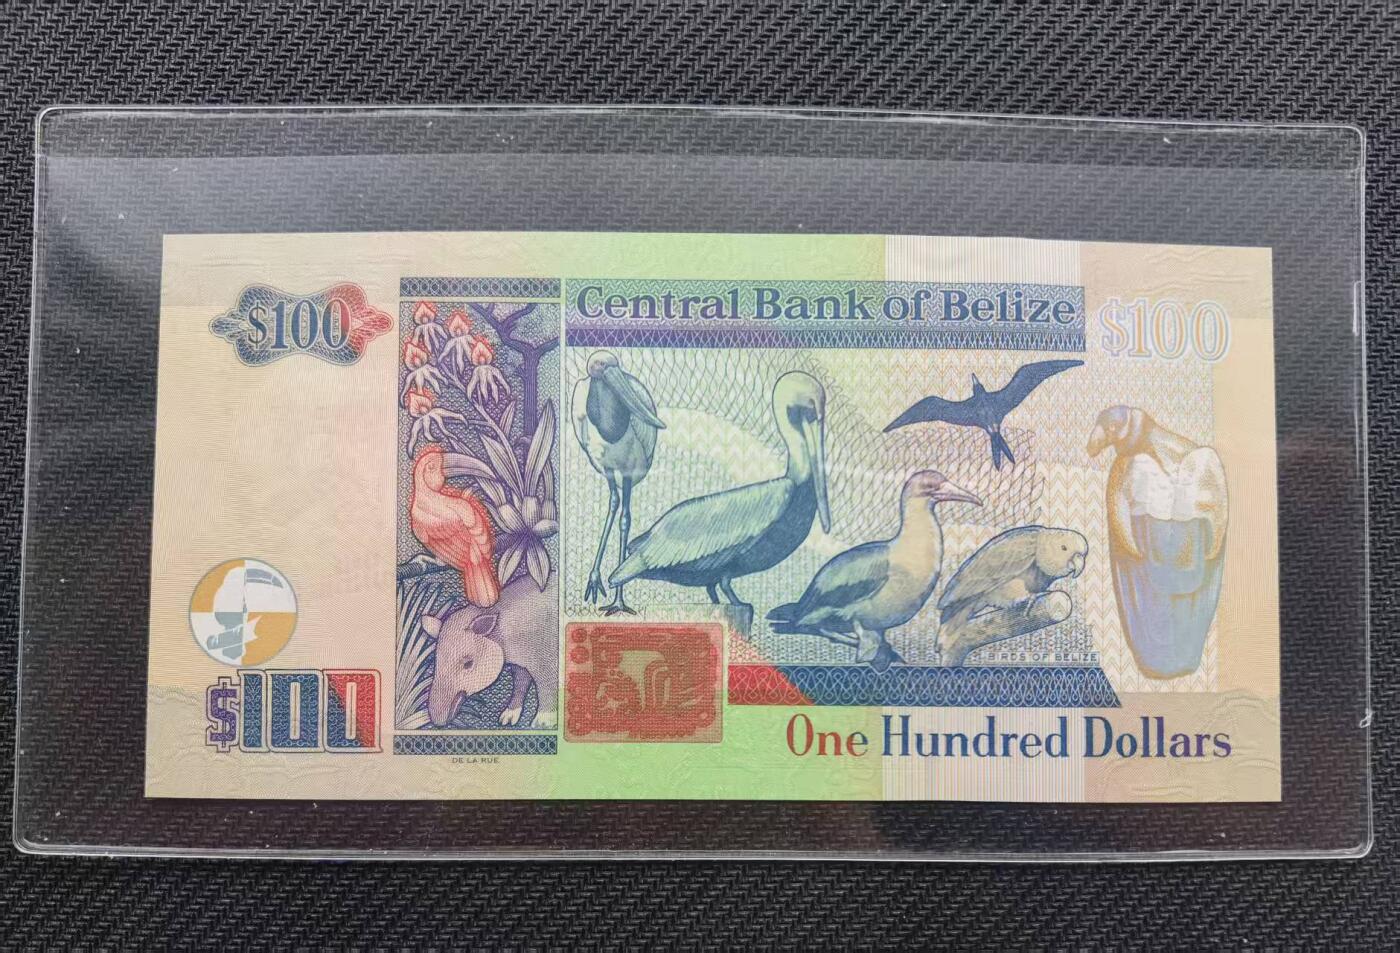 $100
Central Bank of Belize
$100
BIRDS OF BELIZE
$100
One Hundred Dollars
DE LA RUE